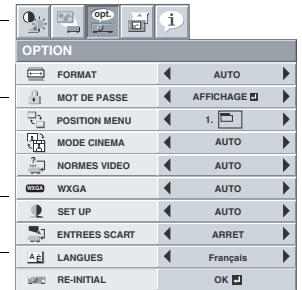 opt.
i
OPTION
FORMAT AUTO
MOT DE PASSE AFFICHAGE
POSITION MENU 1.
MODE CINEMA AUTO
NORMES VIDEO AUTO
WXGA WXGA AUTO
SET UP AUTO
ENTREES SCART ARRET
AE LANGUES Français
RE-INITIAL OK